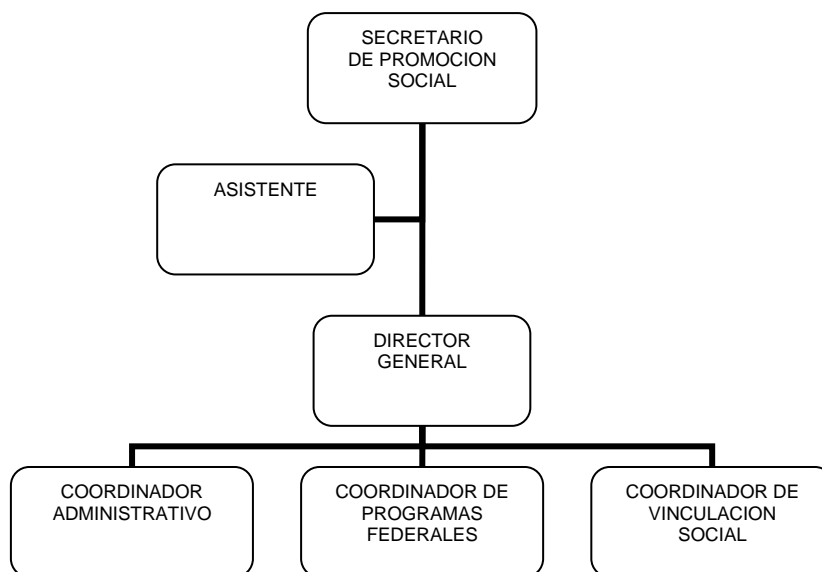 SECRETARIO
DE PROMOCION
SOCIAL
ASISTENTE
DIRECTOR
GENERAL
COORDINADOR
ADMINISTRATIVO
COORDINADOR DE
PROGRAMAS
FEDERALES
COORDINADOR DE
VINCULACION
SOCIAL